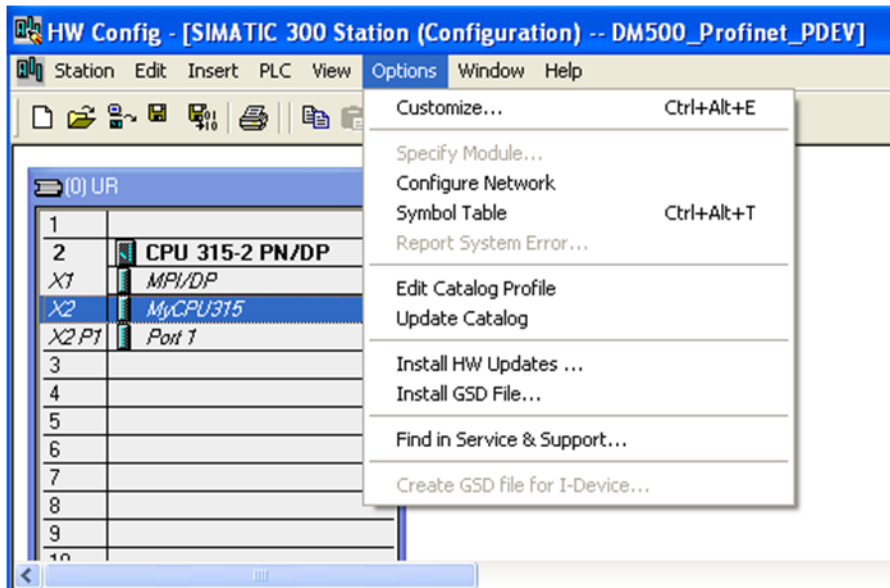 HW Config - [SIMATIC 300 Station (Configuration) -- DM500_Profinet_PDEV]
Station Edit Insert PLC View Options Window Help
Customize... Ctrl+Alt+E
Specify Module...
Configure Network
Symbol Table Ctrl+Alt+T
Report System Error...
Edit Catalog Profile
Update Catalog
Install HW Updates ...
Install GSD File...
Find in Service & Support...
Create GSD file for I-Device...
(0) UR
1
2 CPU 315-2 PN/DP
X1 MPI/DP
X2 MyCPU315
X2 P1 Port 1
3
4
5
6
7
8
9
10